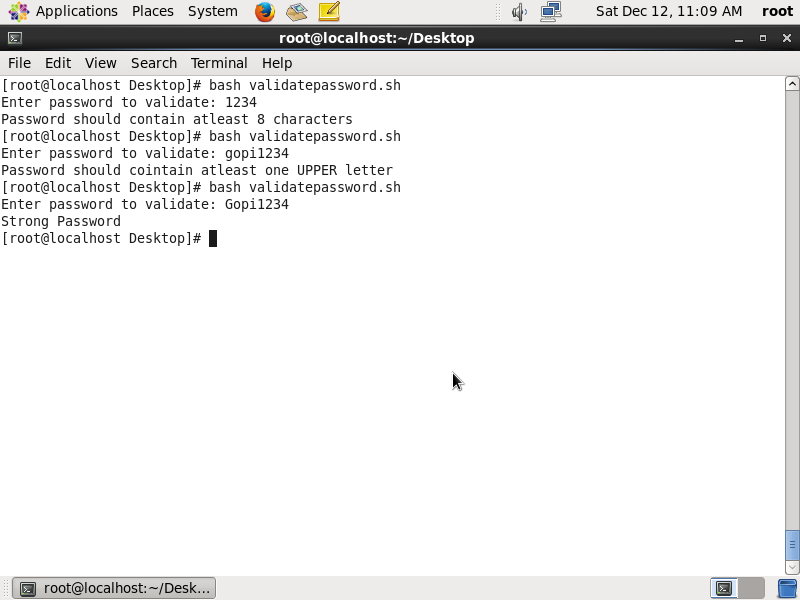 Applications Places System Sat Dec 12, 11:09 AM root
root@localhost:~/Desktop
File Edit View Search Terminal Help
[root@localhost Desktop]# bash validatepassword.sh
Enter password to validate: 1234
Password should contain atleast 8 characters
[root@localhost Desktop]# bash validatepassword.sh
Enter password to validate: gopi1234
Password should cointain atleast one UPPER letter
[root@localhost Desktop]# bash validatepassword.sh
Enter password to validate: Gopi1234
Strong Password
[root@localhost Desktop]#
root@localhost:~/Desk...